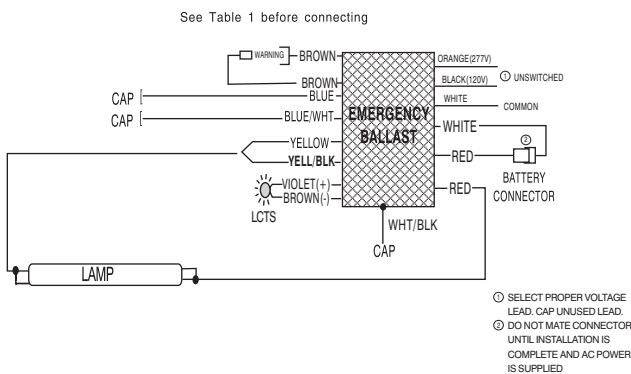 See Table 1 before connecting
WARNING
BROWN
BROWN
CAP
BLUE
CAP
BLUE/WHT
YELLOW
YELL/BLK
VIOLET(+)
BROWN(-)
LCTS
EMERGENCY
BALLAST
ORANGE(277V)
BLACK(120V)
① UNSWITCHED
WHITE
COMMON
WHITE
②
RED
BATTERY
CONNECTOR
RED
WHT/BLK
CAP
LAMP
① SELECT PROPER VOLTAGE
LEAD. CAP UNUSED LEAD.
② DO NOT MATE CONNECTOR
UNTIL INSTALLATION IS
COMPLETE AND AC POWER
IS SUPPLIED